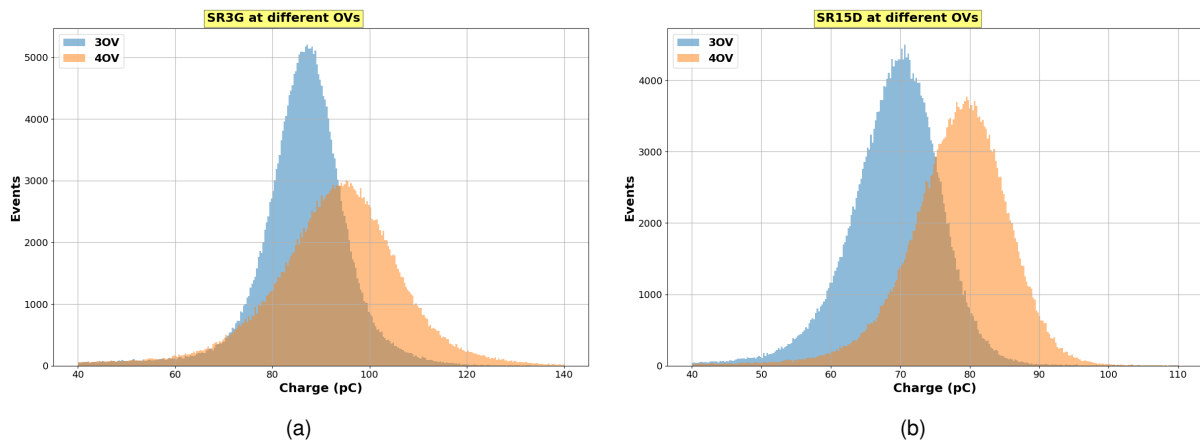 SR3G at different OVs
3OV
4OV
5000
4000
3000
2000
1000
0
Events
40
60
80
100
120
140
Charge (pC)
(a)
SR15D at different OVs
3OV
4OV
4000
3000
2000
1000
0
Events
40
50
60
70
80
90
100
110
Charge (pC)
(b)